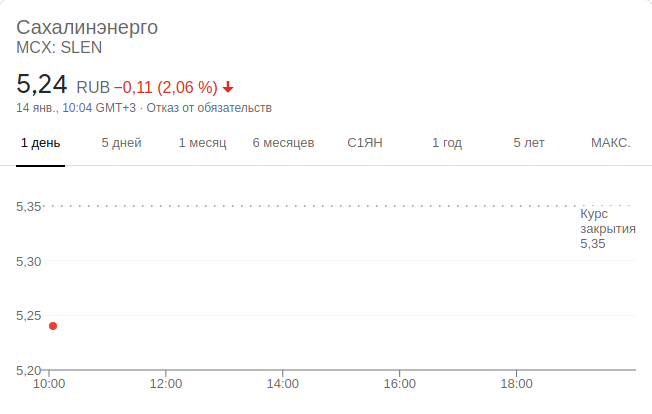 Сахалинэнерго
MCX: SLEN
5,24 RUB −0,11 (2,06 %)
14 янв., 10:04 GMT+3 · Отказ от обязательств
1 день 5 дней 1 месяц 6 месяцев С1ЯН 1 год 5 лет МАКС.
5,35
Курс
закрытия
5,35
5,30
5,25
5,20
10:00 12:00 14:00 16:00 18:00